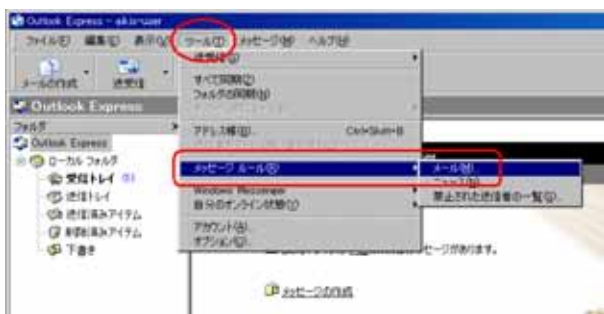 Outlook Express - akis-user
ファイル(F) 編集(E) 表示(V) ツール(T) メッセージ(M) ヘルプ(H)
メールの作成 送受信
送受信(S)
すべて同期(Z)
フォルダの同期(H)
アドレス帳(B)... Ctrl+Shift+B
メッセージ ルール(R)
メール(M)...
ニュース(N)...
禁止された送信者の一覧(S)...
Windows Messenger
自分のオンライン状態(O)
アカウント(A)...
オプション(O)...
Outlook Express
フォルダ
Outlook Express
ローカル フォルダ
受信トレイ
送信トレイ
送信済みアイテム
削除済みアイテム
下書き
メッセージがあります。
メッセージの作成